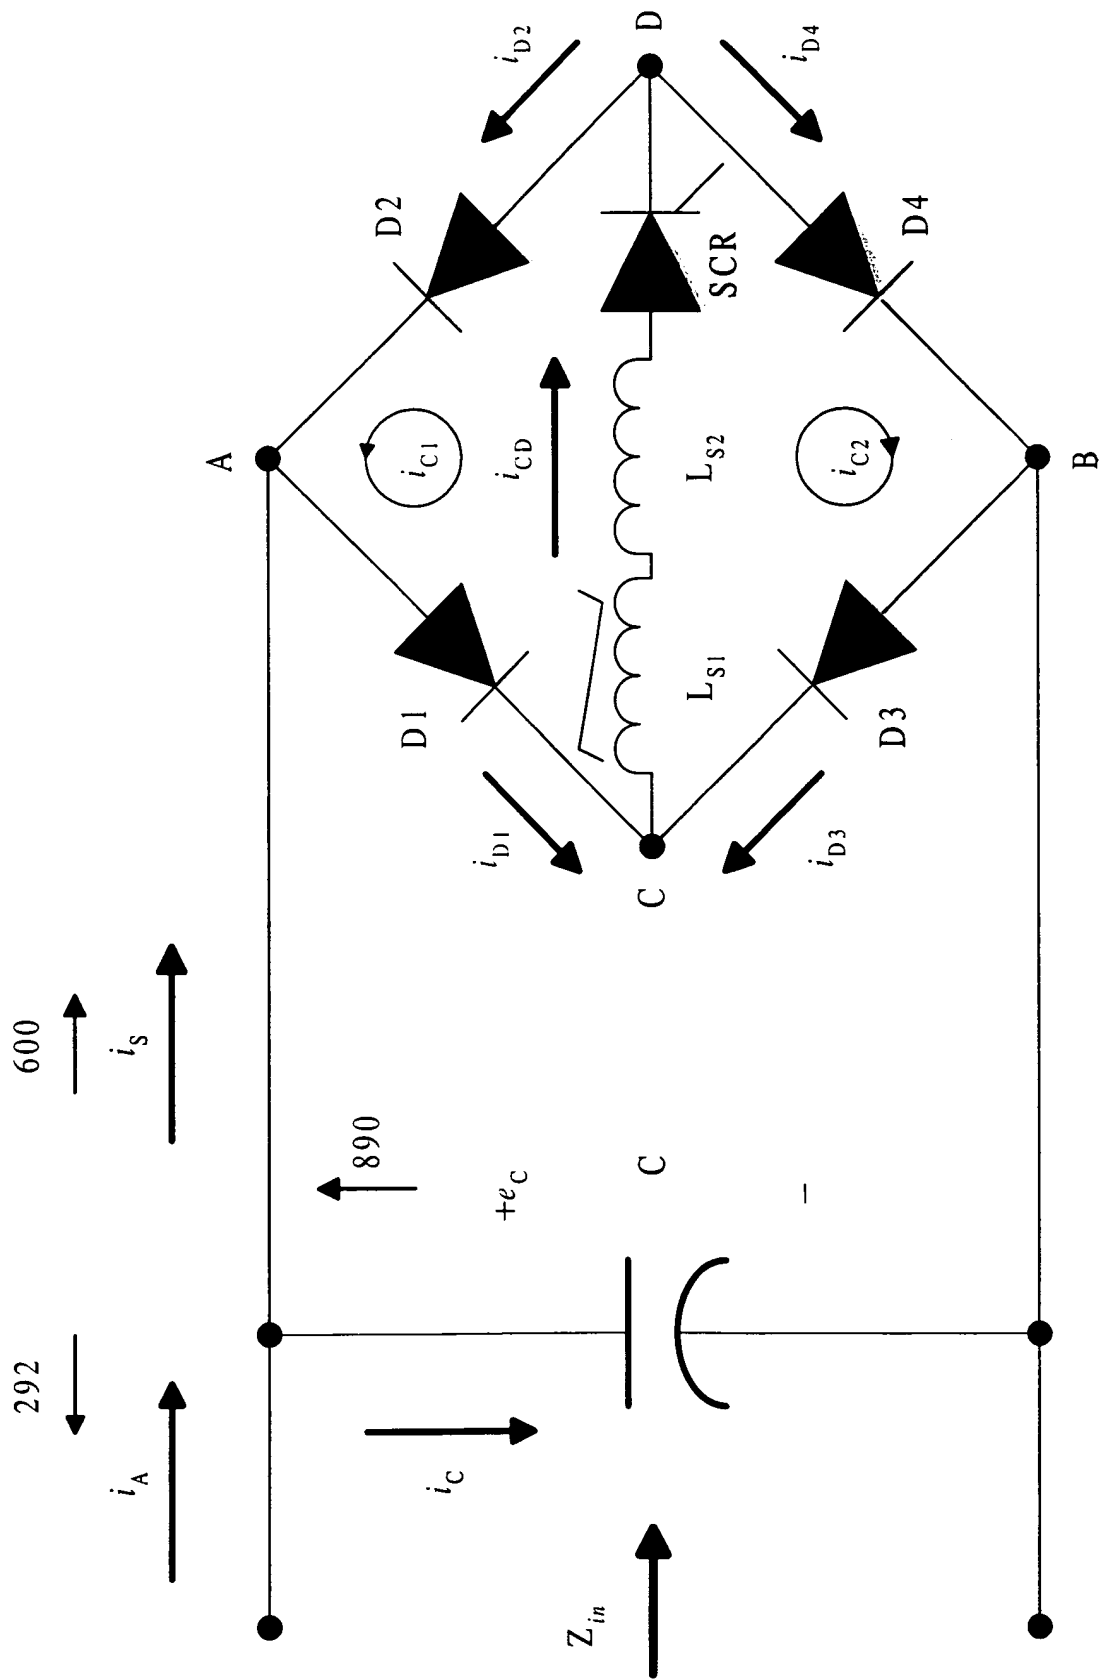 292
600
i_A
i_S
i_C
Z_in
890
+e_C
C
−
A
D1
D2
i_D1
i_D2
i_C1
i_CD
C
D
L_S1
L_S2
SCR
i_C2
i_D3
D3
D4
i_D4
B